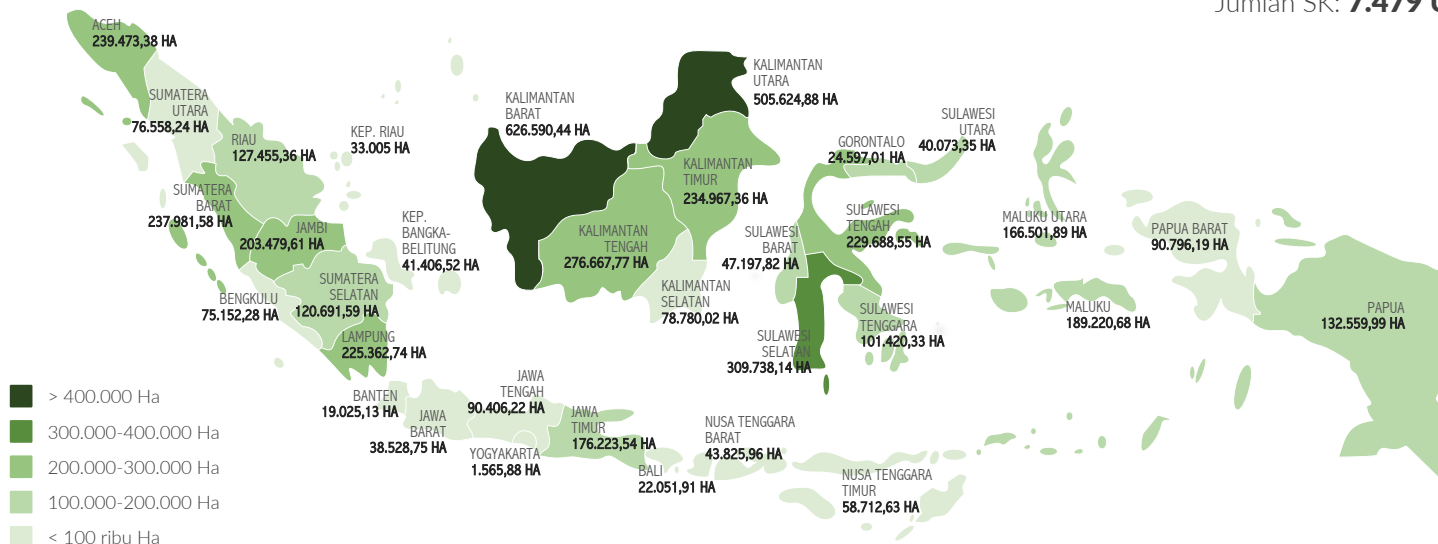 Jumlah SK: 7.479
ACEH
239.473,38 HA
SUMATERA
UTARA
76.558,24 HA
RIAU
127.455,36 HA
KEP. RIAU
33.005 HA
SUMATERA
BARAT
237.981,58 HA
JAMBI
203.479,61 HA
KEP.
BANGKA-
BELITUNG
41.406,52 HA
SUMATERA
SELATAN
120.691,59 HA
BENGKULU
75.152,28 HA
LAMPUNG
225.362,74 HA
KALIMANTAN
BARAT
626.590,44 HA
KALIMANTAN
UTARA
505.624,88 HA
KALIMANTAN
TIMUR
234.967,36 HA
KALIMANTAN
TENGAH
276.667,77 HA
KALIMANTAN
SELATAN
78.780,02 HA
SULAWESI
UTARA
40.073,35 HA
GORONTALO
24.597,01 HA
SULAWESI
TENGAH
229.688,55 HA
SULAWESI
BARAT
47.197,82 HA
SULAWESI
SELATAN
309.738,14 HA
SULAWESI
TENGGARA
101.420,33 HA
MALUKU UTARA
166.501,89 HA
MALUKU
189.220,68 HA
PAPUA BARAT
90.796,19 HA
PAPUA
132.559,99 HA
BANTEN
19.025,13 HA
JAWA
BARAT
38.528,75 HA
JAWA
TENGAH
90.406,22 HA
YOGYAKARTA
1.565,88 HA
JAWA
TIMUR
176.223,54 HA
BALI
22.051,91 HA
NUSA TENGGARA
BARAT
43.825,96 HA
NUSA TENGGARA
TIMUR
58.712,63 HA
> 400.000 Ha
300.000-400.000 Ha
200.000-300.000 Ha
100.000-200.000 Ha
< 100 ribu Ha